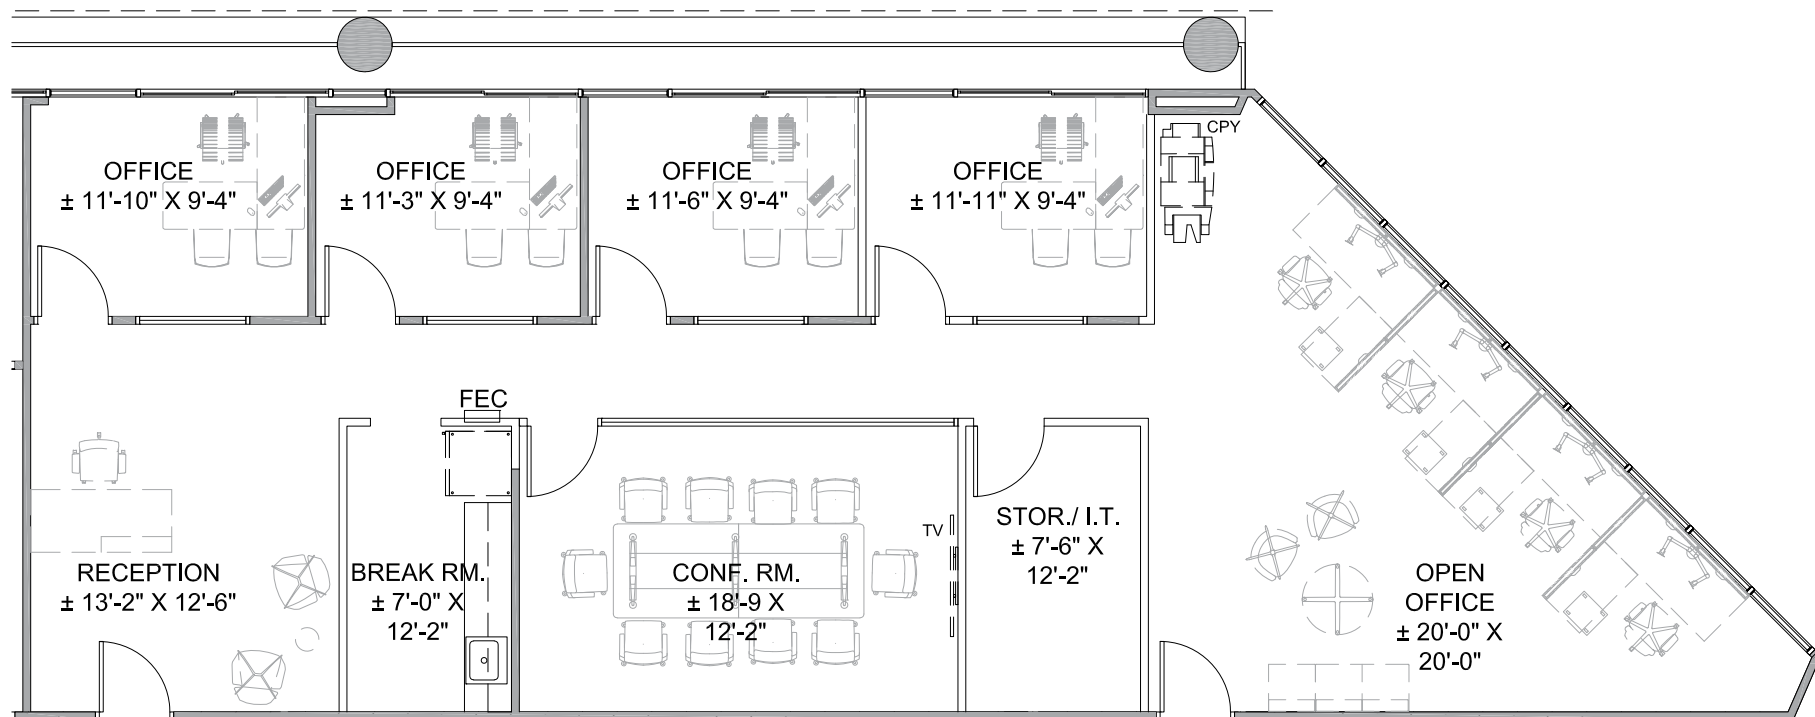 CPY
OFFICE
± 11'-10" X 9'-4"
OFFICE
± 11'-3" X 9'-4"
OFFICE
± 11'-6" X 9'-4"
OFFICE
± 11'-11" X 9'-4"
FEC
TV
RECEPTION
± 13'-2" X 12'-6"
BREAK RM.
± 7'-0" X
12'-2"
CONF. RM.
± 18'-9 X
12'-2"
STOR./ I.T.
± 7'-6" X
12'-2"
OPEN
OFFICE
± 20'-0" X
20'-0"